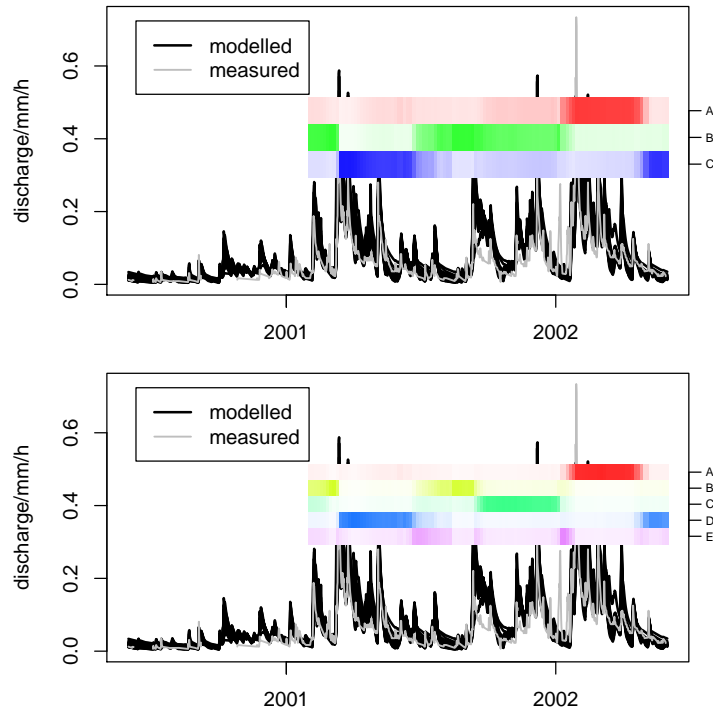 modelled
measured
discharge/mm/h
0.6
0.4
0.2
0.0
A
B
C
2001
2002
modelled
measured
discharge/mm/h
0.6
0.4
0.2
0.0
A
B
C
D
E
2001
2002